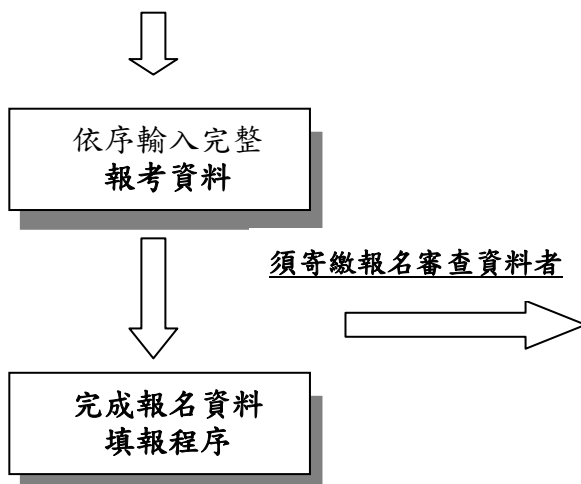 依序輸入完整
報考資料
須寄繳報名審查資料者
完成報名資料
填報程序